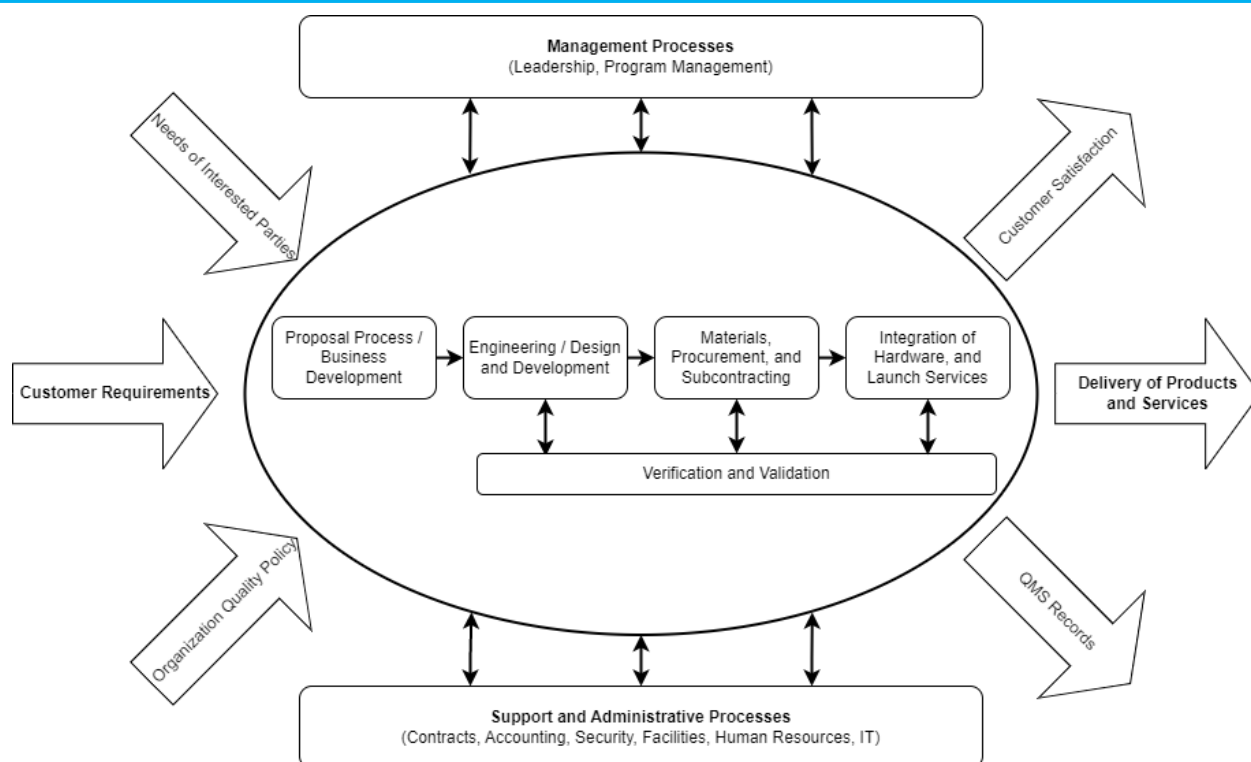 Management Processes
(Leadership, Program Management)
Needs of Interested Parties
Customer Satisfaction
Customer Requirements
Proposal Process /
Business
Development
Engineering / Design
and Development
Materials,
Procurement, and
Subcontracting
Integration of
Hardware, and
Launch Services
Delivery of Products
and Services
Verification and Validation
Organization Quality Policy
QMS Records
Support and Administrative Processes
(Contracts, Accounting, Security, Facilities, Human Resources, IT)